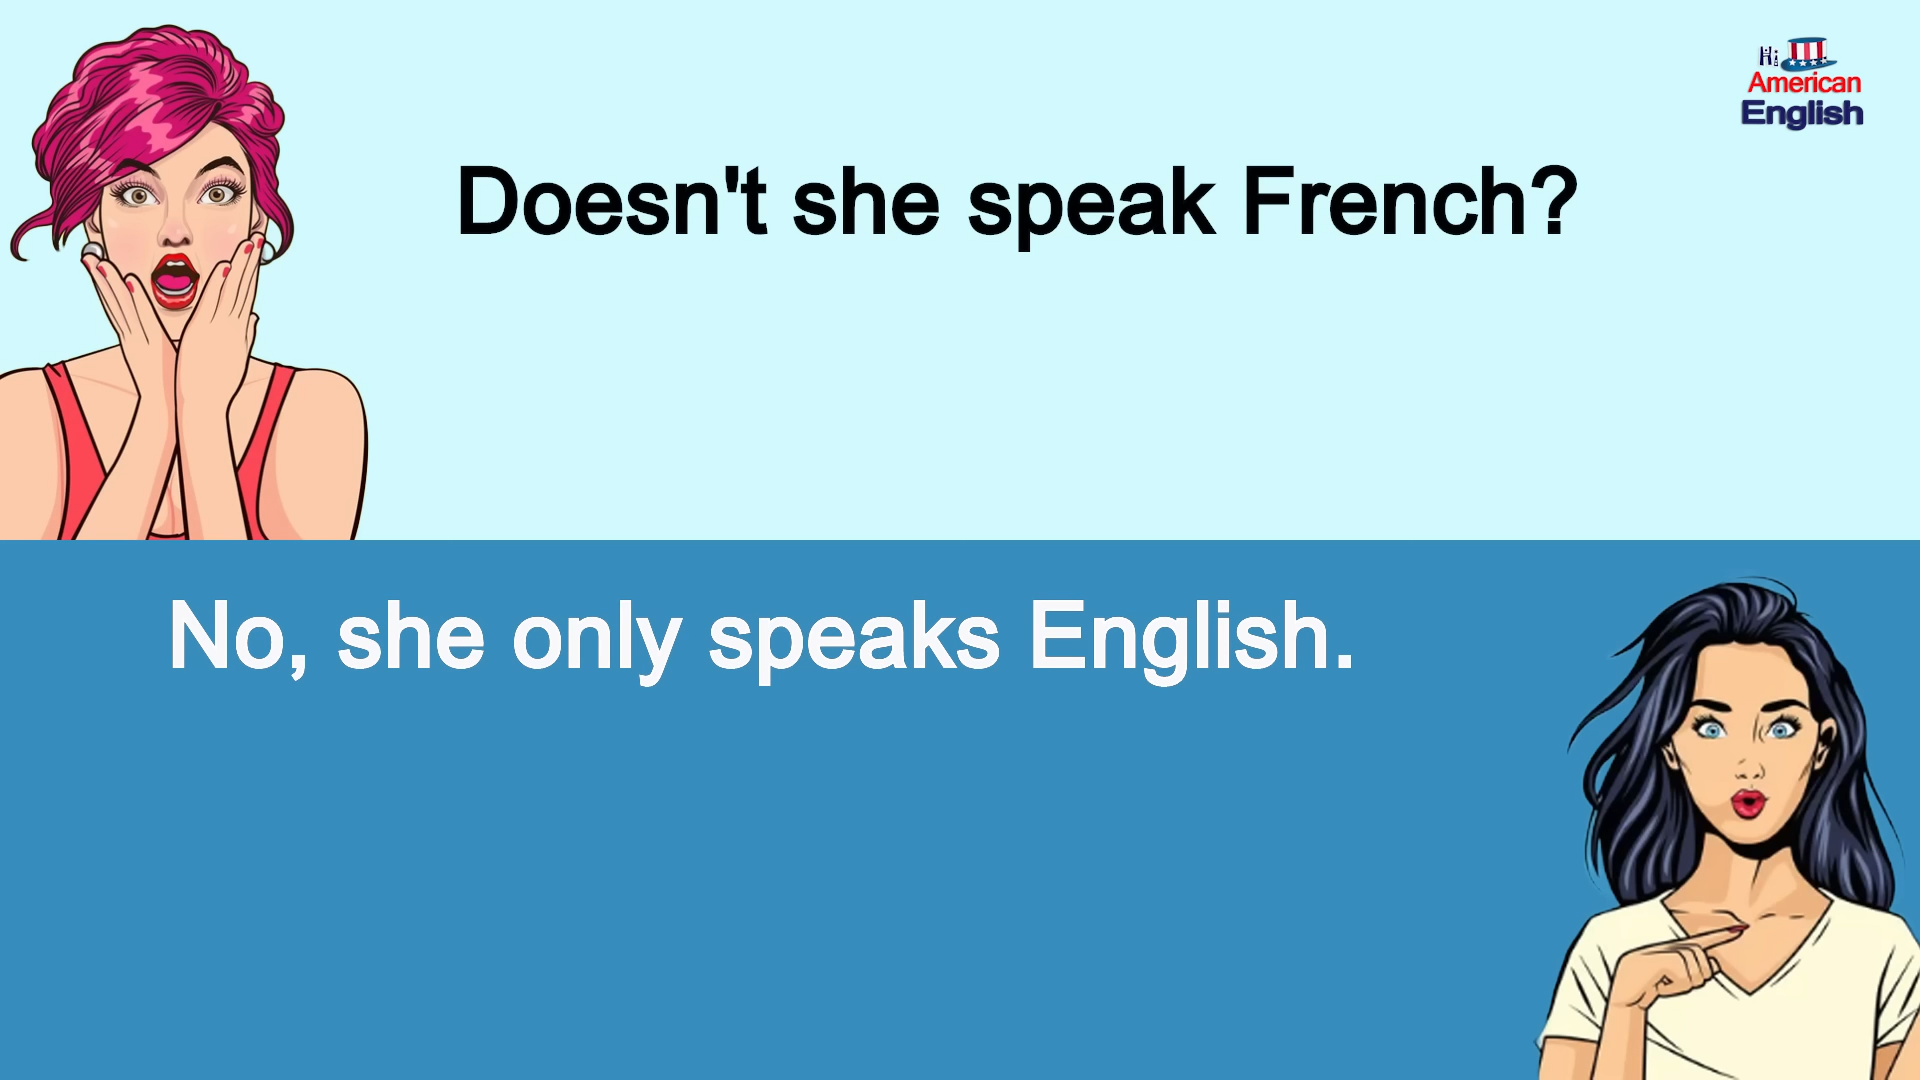 Hi
American
English
Doesn't she speak French?
No, she only speaks English.